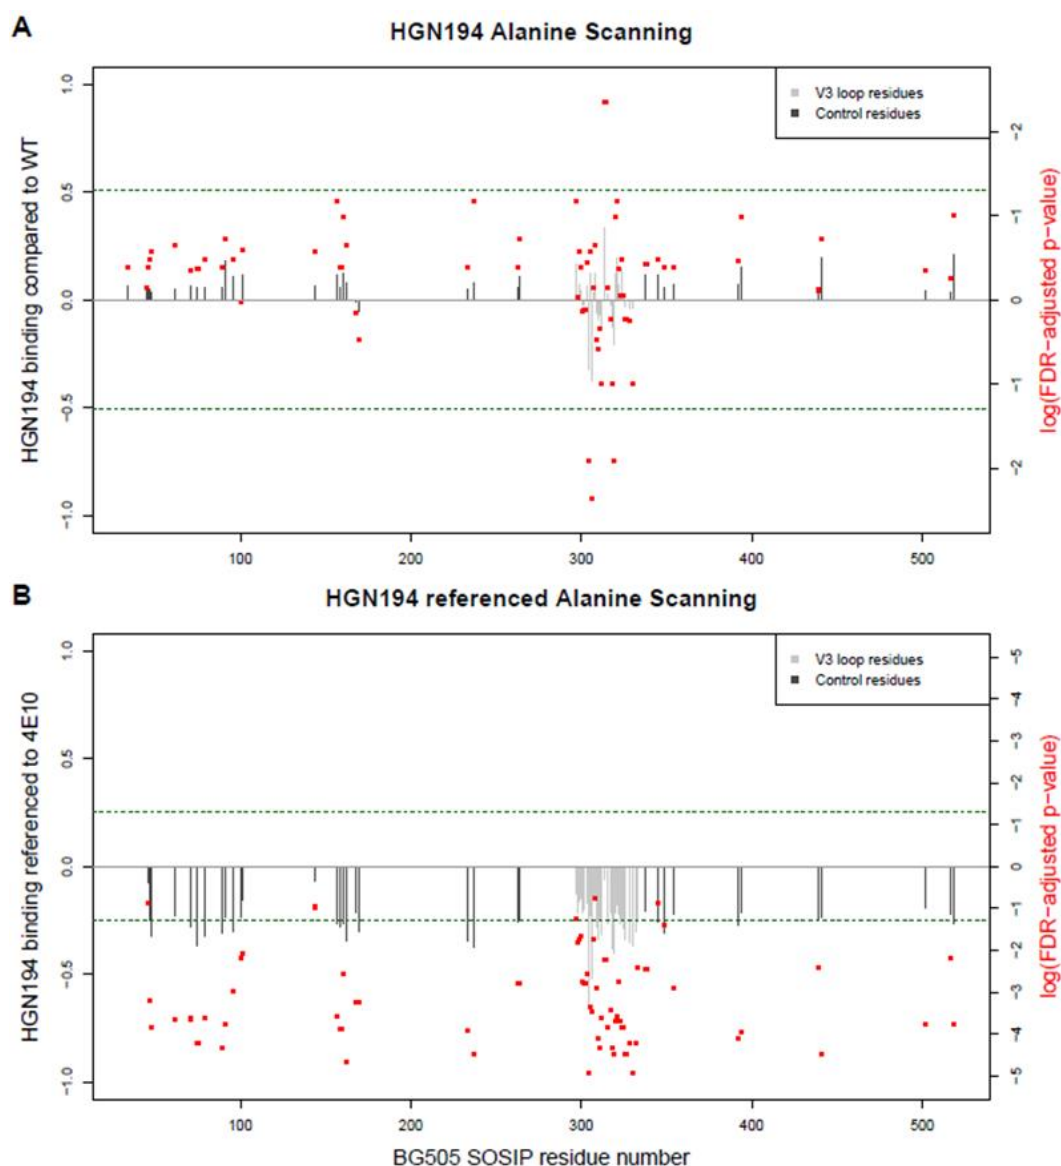 A
HGN194 Alanine Scanning
V3 loop residues
Control residues
HGN194 binding compared to WT
1.0
0.5
0.0
−0.5
−1.0
−2
−1
0
−1
−2
log(FDR−adjusted p−value)
100
200
300
400
500
B
HGN194 referenced Alanine Scanning
V3 loop residues
Control residues
HGN194 binding referenced to 4E10
1.0
0.5
0.0
−0.5
−1.0
−5
−4
−3
−2
−1
0
−1
−2
−3
−4
−5
log(FDR−adjusted p−value)
100
200
300
400
500
BG505 SOSIP residue number